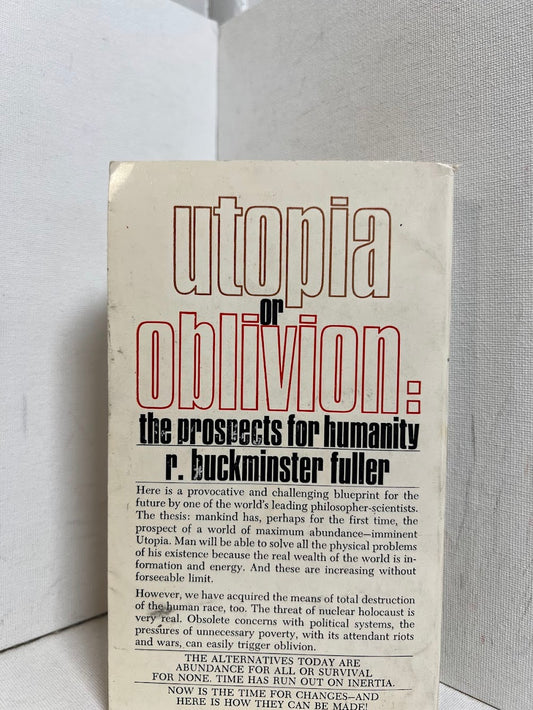 utopia
or
oblivion:
the prospects for humanity
r. buckminster fuller
Here is a provocative and challenging blueprint for the
future by one of the world's leading philosopher-scientists.
The thesis: mankind has, perhaps for the first time, the
prospect of a world of maximum abundance—imminent
Utopia. Man will be able to solve all the physical problems
of his existence because the real wealth of the world is in-
formation and energy. And these are increasing without
forseeable limit.
However, we have acquired the means of total destruction
of the human race, too. The threat of nuclear holocaust is
very real. Obsolete concerns with political systems, the
pressures of unnecessary poverty, with its attendant riots
and wars, can easily trigger oblivion.
THE ALTERNATIVES TODAY ARE
ABUNDANCE FOR ALL OR SURVIVAL
FOR NONE. TIME HAS RUN OUT ON INERTIA.
NOW IS THE TIME FOR CHANGES—AND
HERE IS HOW THEY CAN BE MADE!